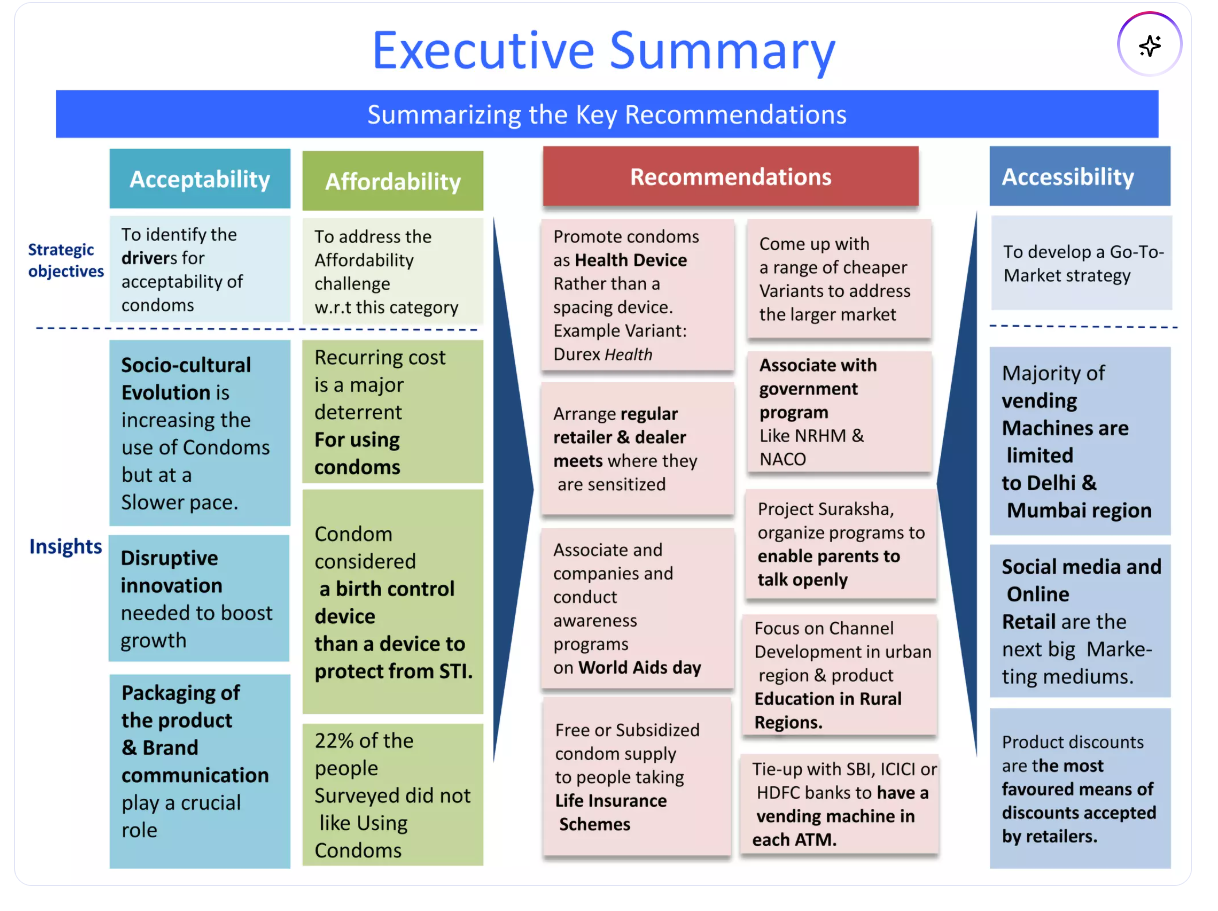 Executive Summary
Summarizing the Key Recommendations
Acceptability
Affordability
Recommendations
Accessibility
Strategic
objectives
To identify the
drivers for
acceptability of
condoms
To address the
Affordability
challenge
w.r.t this category
Promote condoms
as Health Device
Rather than a
spacing device.
Example Variant:
Durex Health
Come up with
a range of cheaper
Variants to address
the larger market
To develop a Go-To-
Market strategy
Insights
Socio-cultural
Evolution is
increasing the
use of Condoms
but at a
Slower pace.
Disruptive
innovation
needed to boost
growth
Packaging of
the product
& Brand
communication
play a crucial
role
Recurring cost
is a major
deterrent
For using
condoms
Condom
considered
a birth control
device
than a device to
protect from STI.
22% of the
people
Surveyed did not
like Using
Condoms
Arrange regular
retailer & dealer
meets where they
are sensitized
Associate and
companies and
conduct
awareness
programs
on World Aids day
Free or Subsidized
condom supply
to people taking
Life Insurance
Schemes
Associate with
government
program
Like NRHM &
NACO
Project Suraksha,
organize programs to
enable parents to
talk openly
Focus on Channel
Development in urban
region & product
Education in Rural
Regions.
Tie-up with SBI, ICICI or
HDFC banks to have a
vending machine in
each ATM.
Majority of
vending
Machines are
limited
to Delhi &
Mumbai region
Social media and
Online
Retail are the
next big Marke-
ting mediums.
Product discounts
are the most
favoured means of
discounts accepted
by retailers.